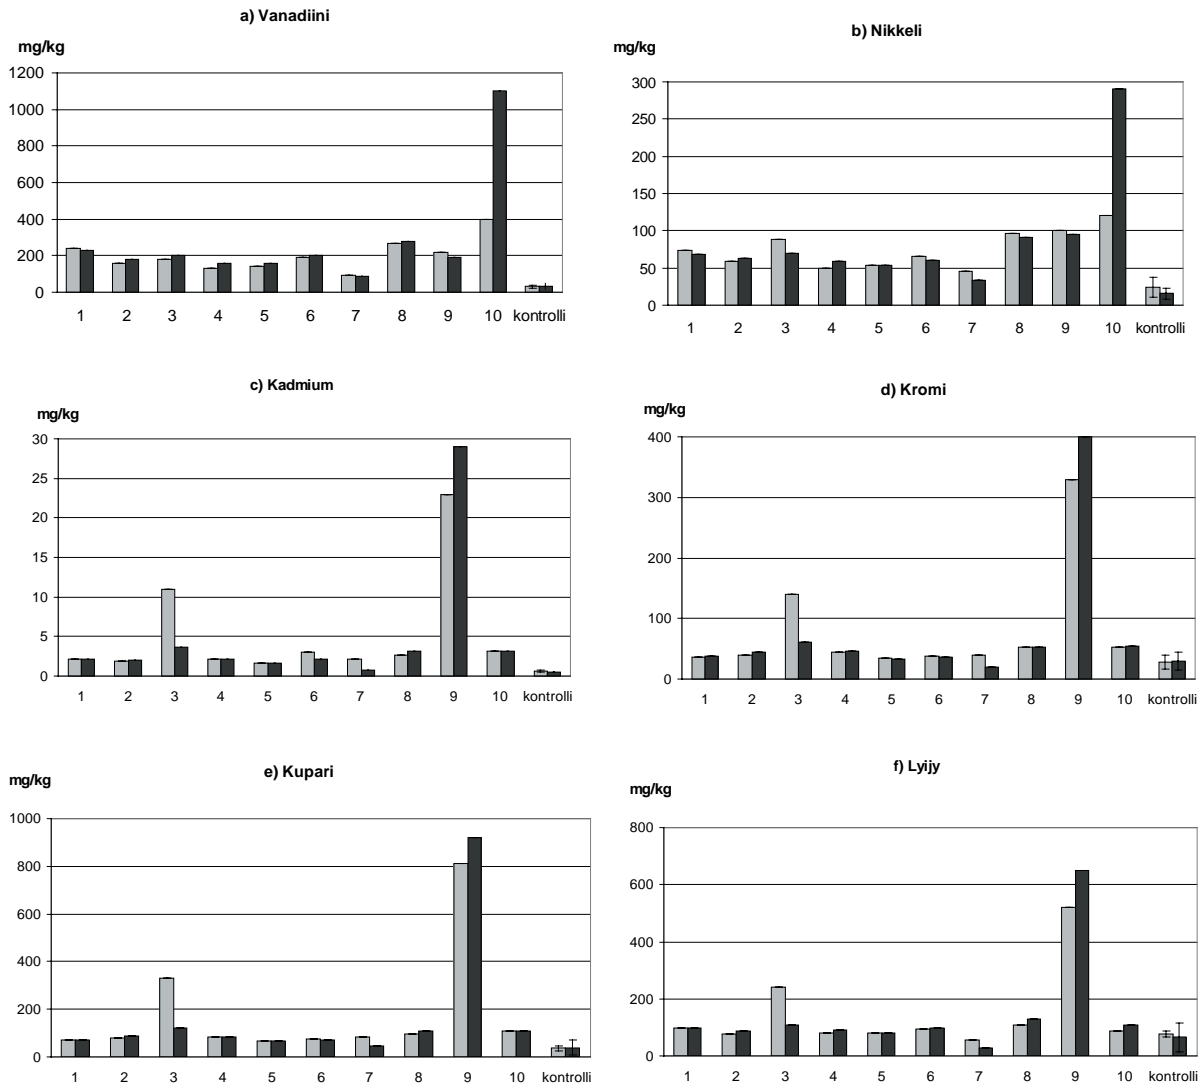 a) Vanadiini
mg/kg
1200
1000
800
600
400
200
0
1 2 3 4 5 6 7 8 9 10 kontrolli
b) Nikkeli
mg/kg
300
250
200
150
100
50
0
1 2 3 4 5 6 7 8 9 10 kontrolli
c) Kadmium
mg/kg
30
25
20
15
10
5
0
1 2 3 4 5 6 7 8 9 10 kontrolli
d) Kromi
mg/kg
400
300
200
100
0
1 2 3 4 5 6 7 8 9 10 kontrolli
e) Kupari
mg/kg
1000
800
600
400
200
0
1 2 3 4 5 6 7 8 9 10 kontrolli
f) Lyijy
mg/kg
800
600
400
200
0
1 2 3 4 5 6 7 8 9 10 kontrolli